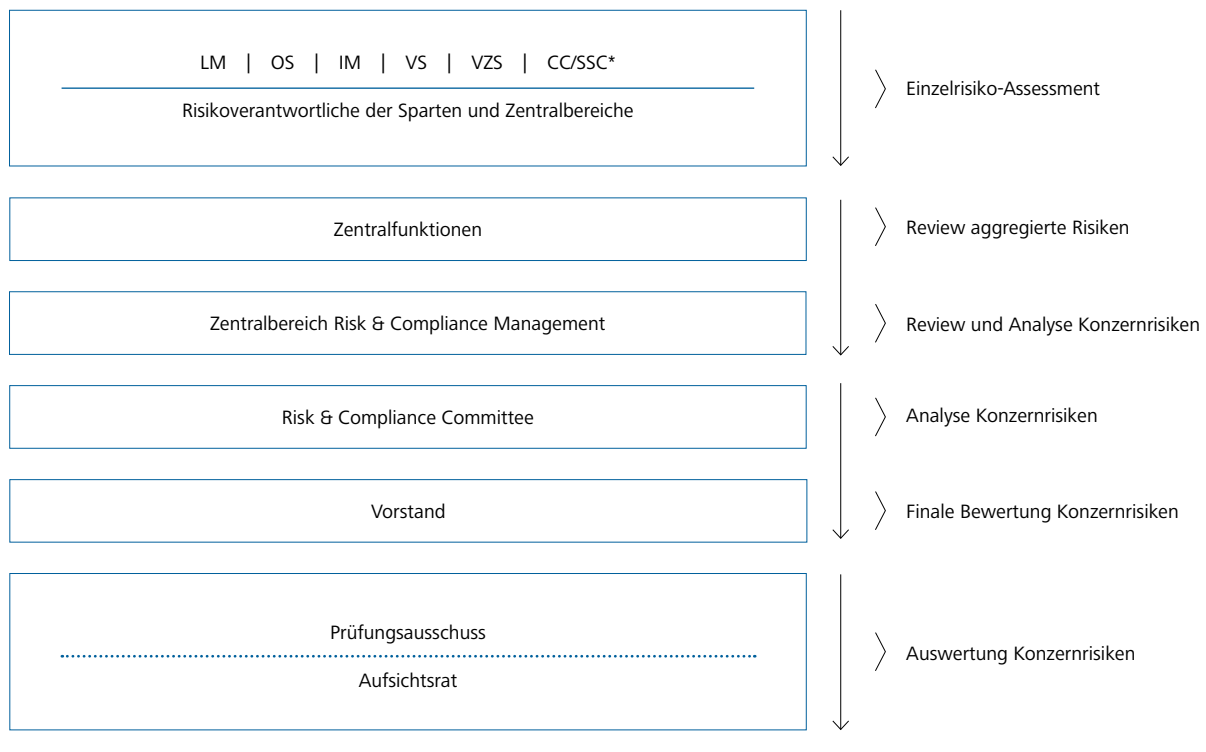 LM | OS | IM | VS | VZS | CC/SSC*
Risikoverantwortliche der Sparten und Zentralbereiche
Einzelrisiko-Assessment
Zentralfunktionen
Review aggregierte Risiken
Zentralbereich Risk & Compliance Management
Review und Analyse Konzernrisiken
Risk & Compliance Committee
Analyse Konzernrisiken
Vorstand
Finale Bewertung Konzernrisiken
Prüfungsausschuss
Aufsichtsrat
Auswertung Konzernrisiken